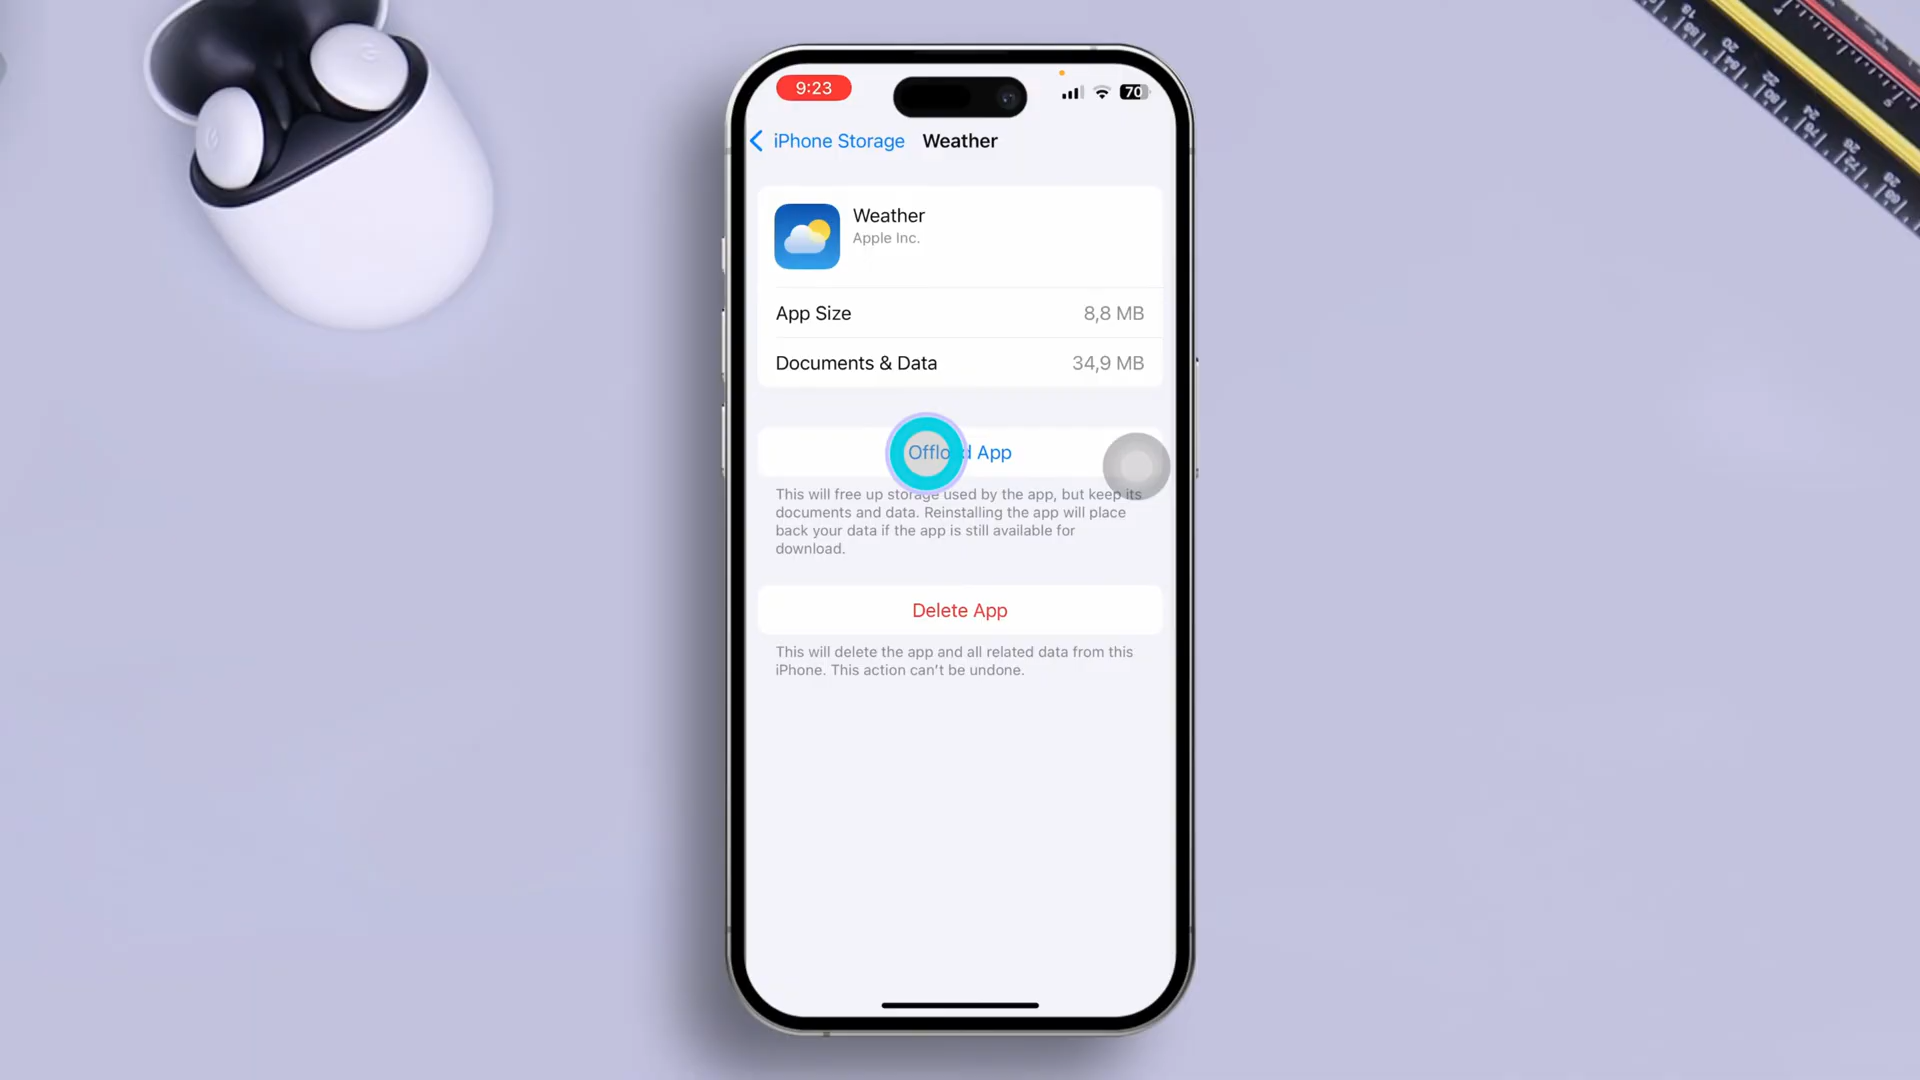 9:23
70
iPhone Storage Weather
Weather
Apple Inc.
App Size 8,8 MB
Documents & Data 34,9 MB
Offload App
This will free up storage used by the app, but keep its
documents and data. Reinstalling the app will place
back your data if the app is still available for
download.
Delete App
This will delete the app and all related data from this
iPhone. This action can't be undone.